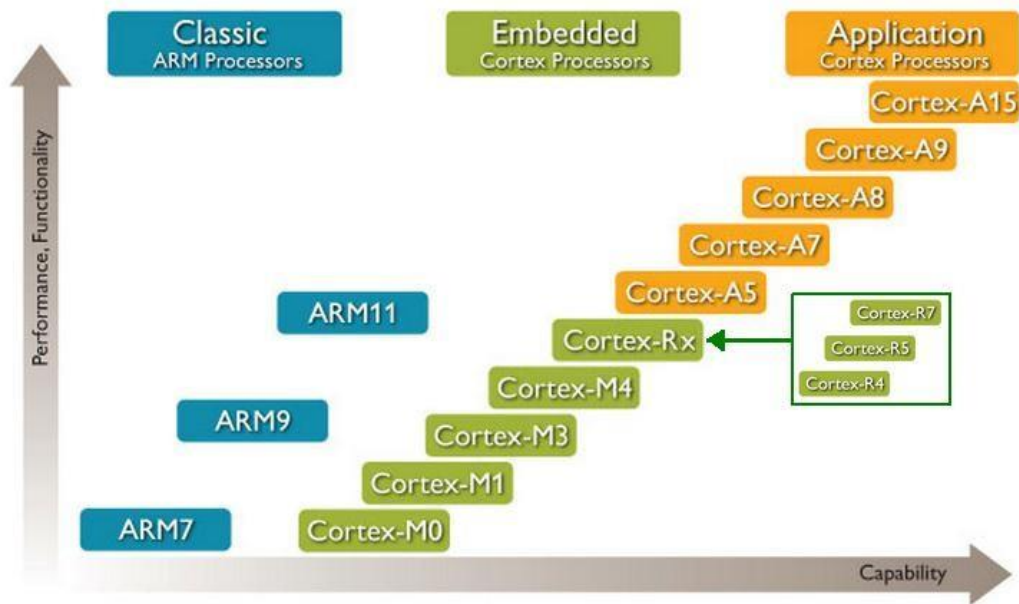 Classic
ARM Processors
Embedded
Cortex Processors
Application
Cortex Processors
Performance, Functionality
Cortex-A15
Cortex-A9
Cortex-A8
Cortex-A7
Cortex-A5
ARM11
Cortex-R7
Cortex-Rx
Cortex-R5
Cortex-M4
Cortex-R4
ARM9
Cortex-M3
Cortex-M1
ARM7
Cortex-M0
Capability